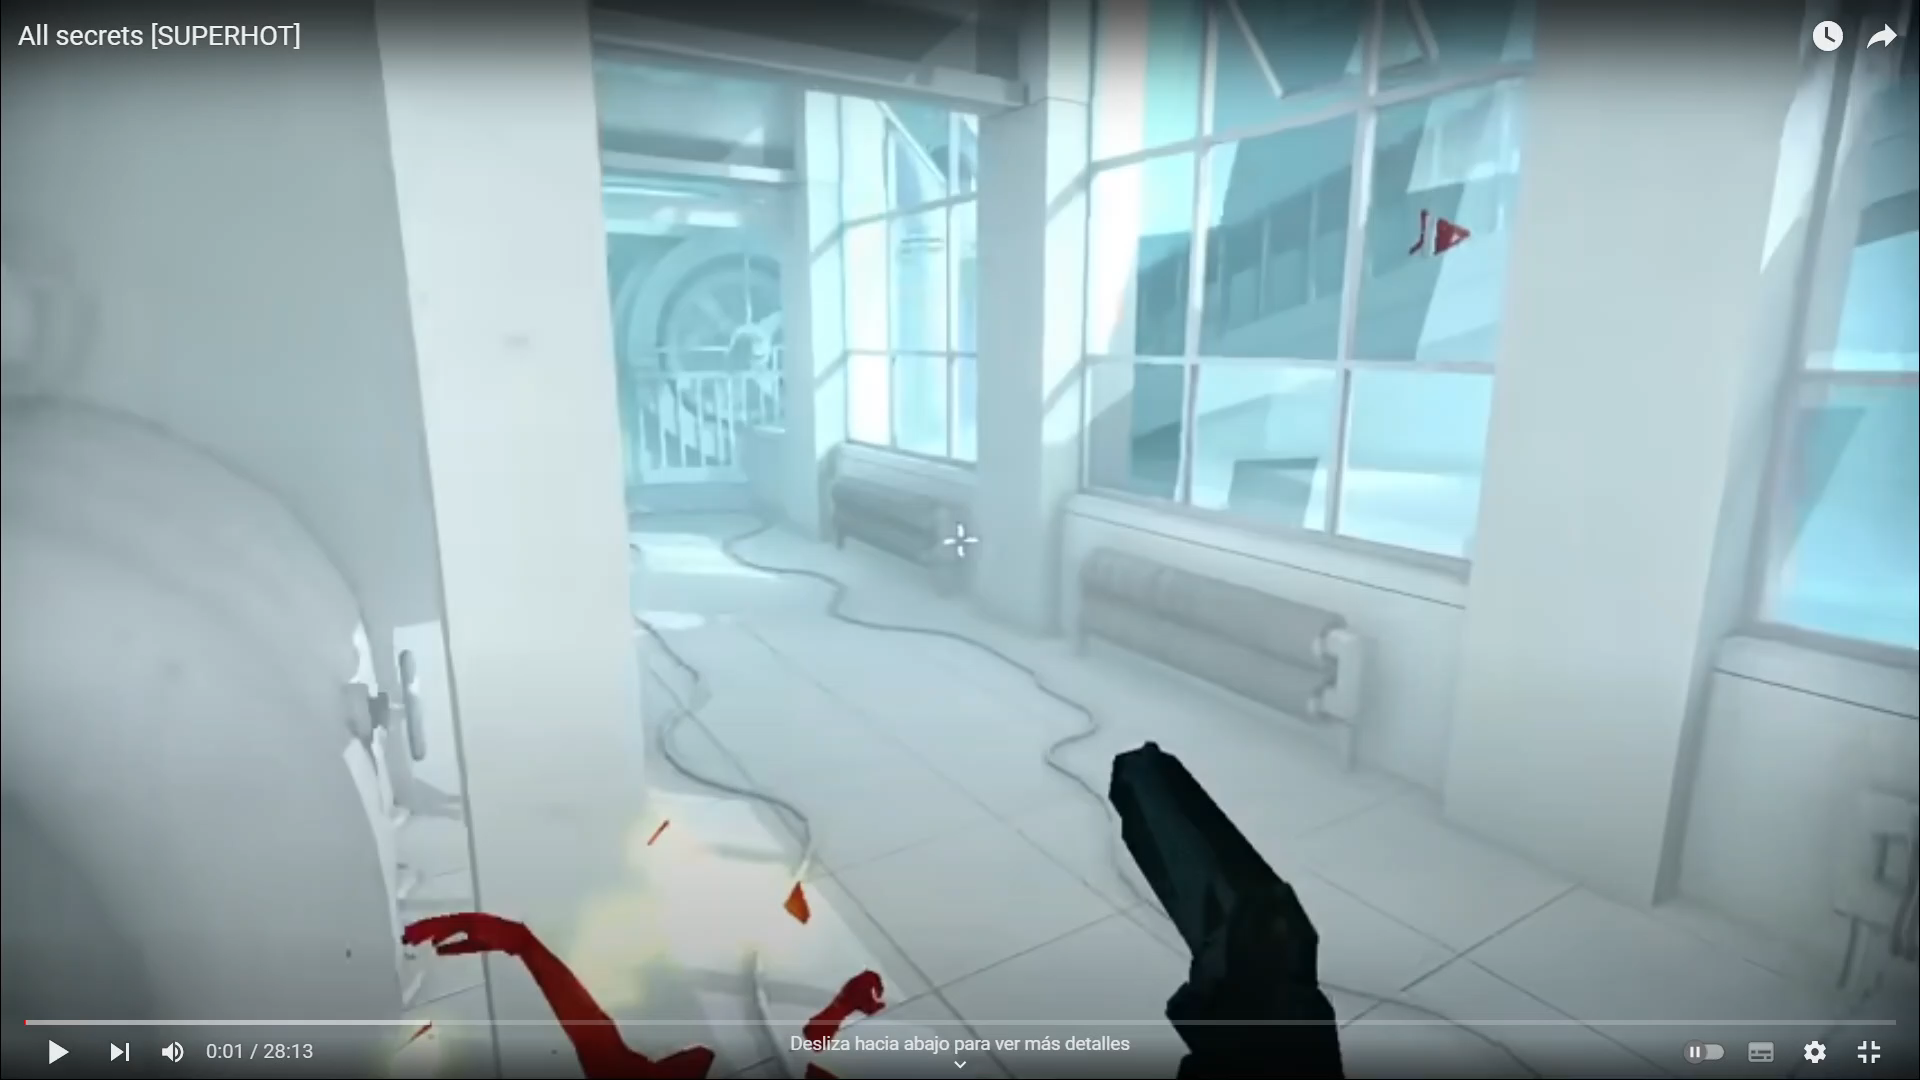 All secrets [SUPERHOT]
0:01 / 28:13
Desliza hacia abajo para ver más detalles